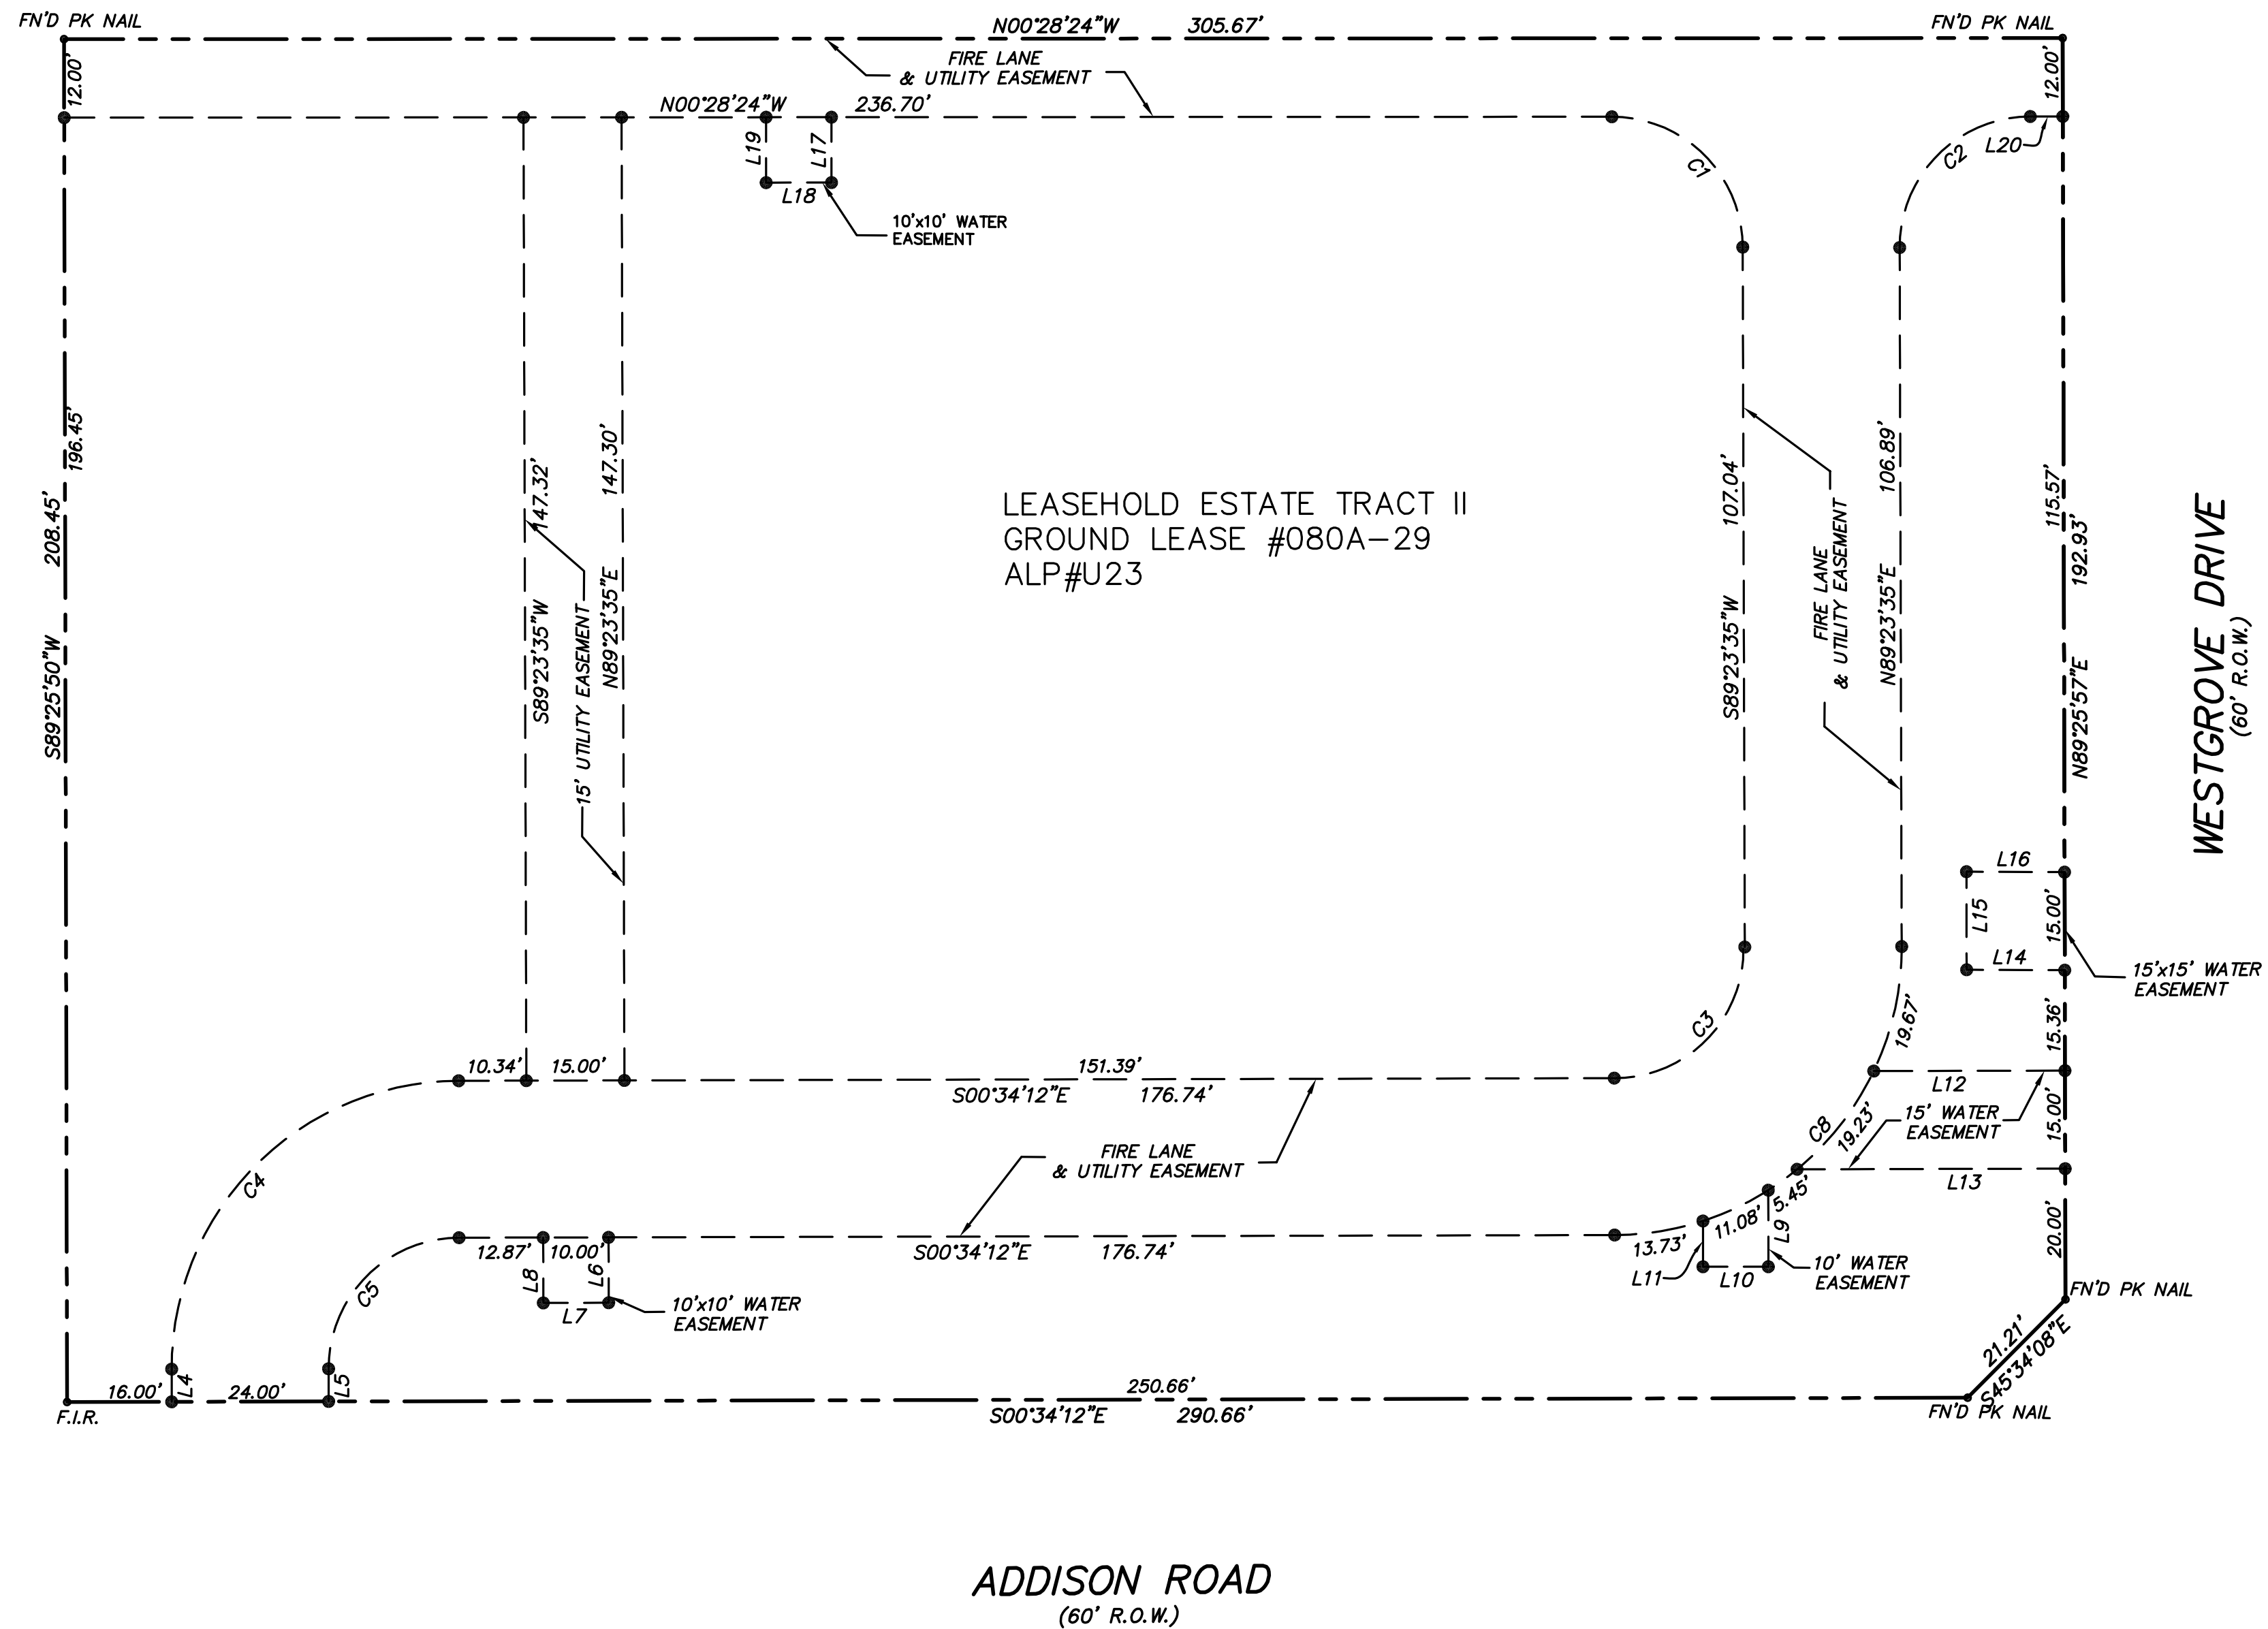 FN'D PK NAIL
N00°28'24"W 305.67'
FN'D PK NAIL
12.00'
FIRE LANE
& UTILITY EASEMENT
12.00'
N00°28'24"W 236.70'
L19
L17
L18
10'x10' WATER
EASEMENT
C1
C2
L20
196.45'
208.45'
S89°25'50"W
147.32'
S89°23'35"W
15' UTILITY EASEMENT
147.30'
N89°23'35"E
LEASEHOLD ESTATE TRACT II
GROUND LEASE #080A-29
ALP#U23
107.04'
S89°23'35"W
FIRE LANE
& UTILITY EASEMENT
106.89'
N89°23'35"E
115.57'
192.93'
N89°25'57"E
WESTGROVE DRIVE
(60' R.O.W.)
L16
L15
15.00'
L14
15'x15' WATER
EASEMENT
15.36'
19.67'
C3
10.34'
15.00'
151.39'
S00°34'12"E 176.74'
L12
15' WATER
EASEMENT
15.00'
C8
19.23'
FIRE LANE
& UTILITY EASEMENT
C4
L13
5.45'
11.08'
L9
20.00'
12.87'
10.00'
S00°34'12"E 176.74'
13.73'
L8
L6
C5
L7
10'x10' WATER
EASEMENT
L11
L10
10' WATER
EASEMENT
FN'D PK NAIL
21.21'
S45°34'08"E
16.00'
L4
24.00'
L5
250.66'
F.I.R.
S00°34'12"E 290.66'
FN'D PK NAIL
ADDISON ROAD
(60' R.O.W.)